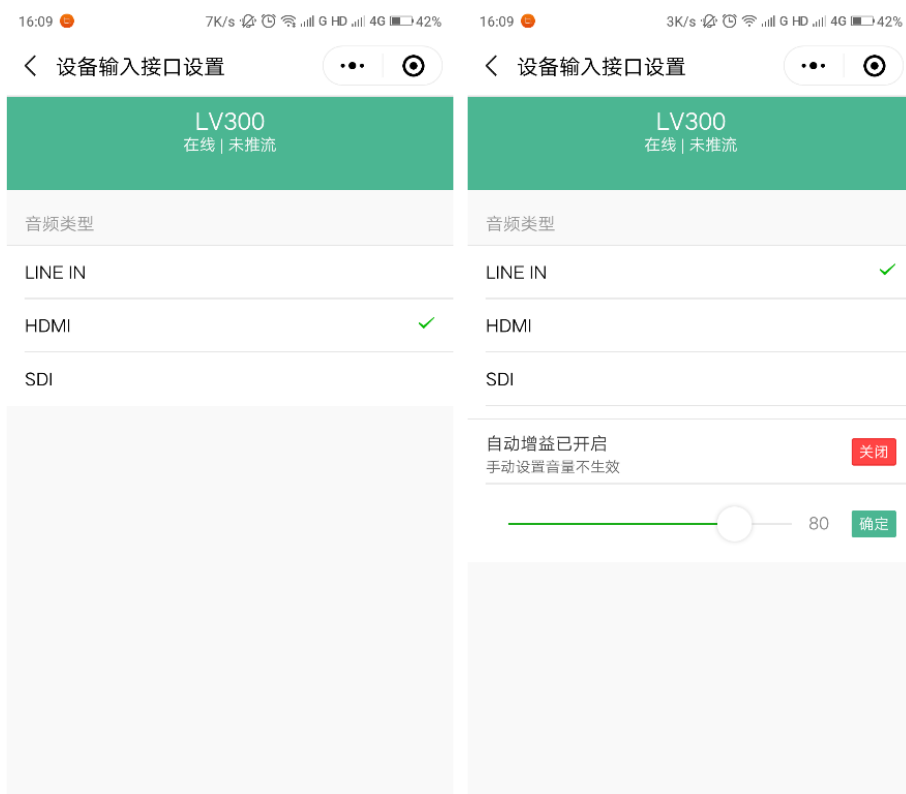 16:09 7K/s G HD 4G 42%
设备输入接口设置
LV300
在线 | 未推流
音频类型
LINE IN
HDMI
SDI
16:09 3K/s G HD 4G 42%
设备输入接口设置
LV300
在线 | 未推流
音频类型
LINE IN
HDMI
SDI
自动增益已开启
手动设置音量不生效
关闭
80 确定